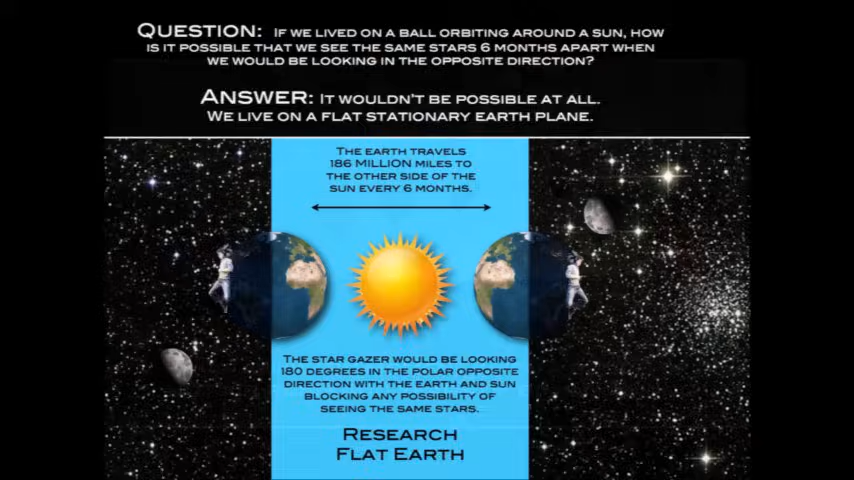 QUESTION: IF WE LIVED ON A BALL ORBITING AROUND A SUN, HOW
IS IT POSSIBLE THAT WE SEE THE SAME STARS 6 MONTHS APART WHEN
WE WOULD BE LOOKING IN THE OPPOSITE DIRECTION?
ANSWER: IT WOULDN'T BE POSSIBLE AT ALL.
WE LIVE ON A FLAT STATIONARY EARTH PLANE.
THE EARTH TRAVELS
186 MILLION MILES TO
THE OTHER SIDE OF THE
SUN EVERY 6 MONTHS.
THE STAR GAZER WOULD BE LOOKING
180 DEGREES IN THE POLAR OPPOSITE
DIRECTION WITH THE EARTH AND SUN
BLOCKING ANY POSSIBILITY OF
SEEING THE SAME STARS.
RESEARCH
FLAT EARTH